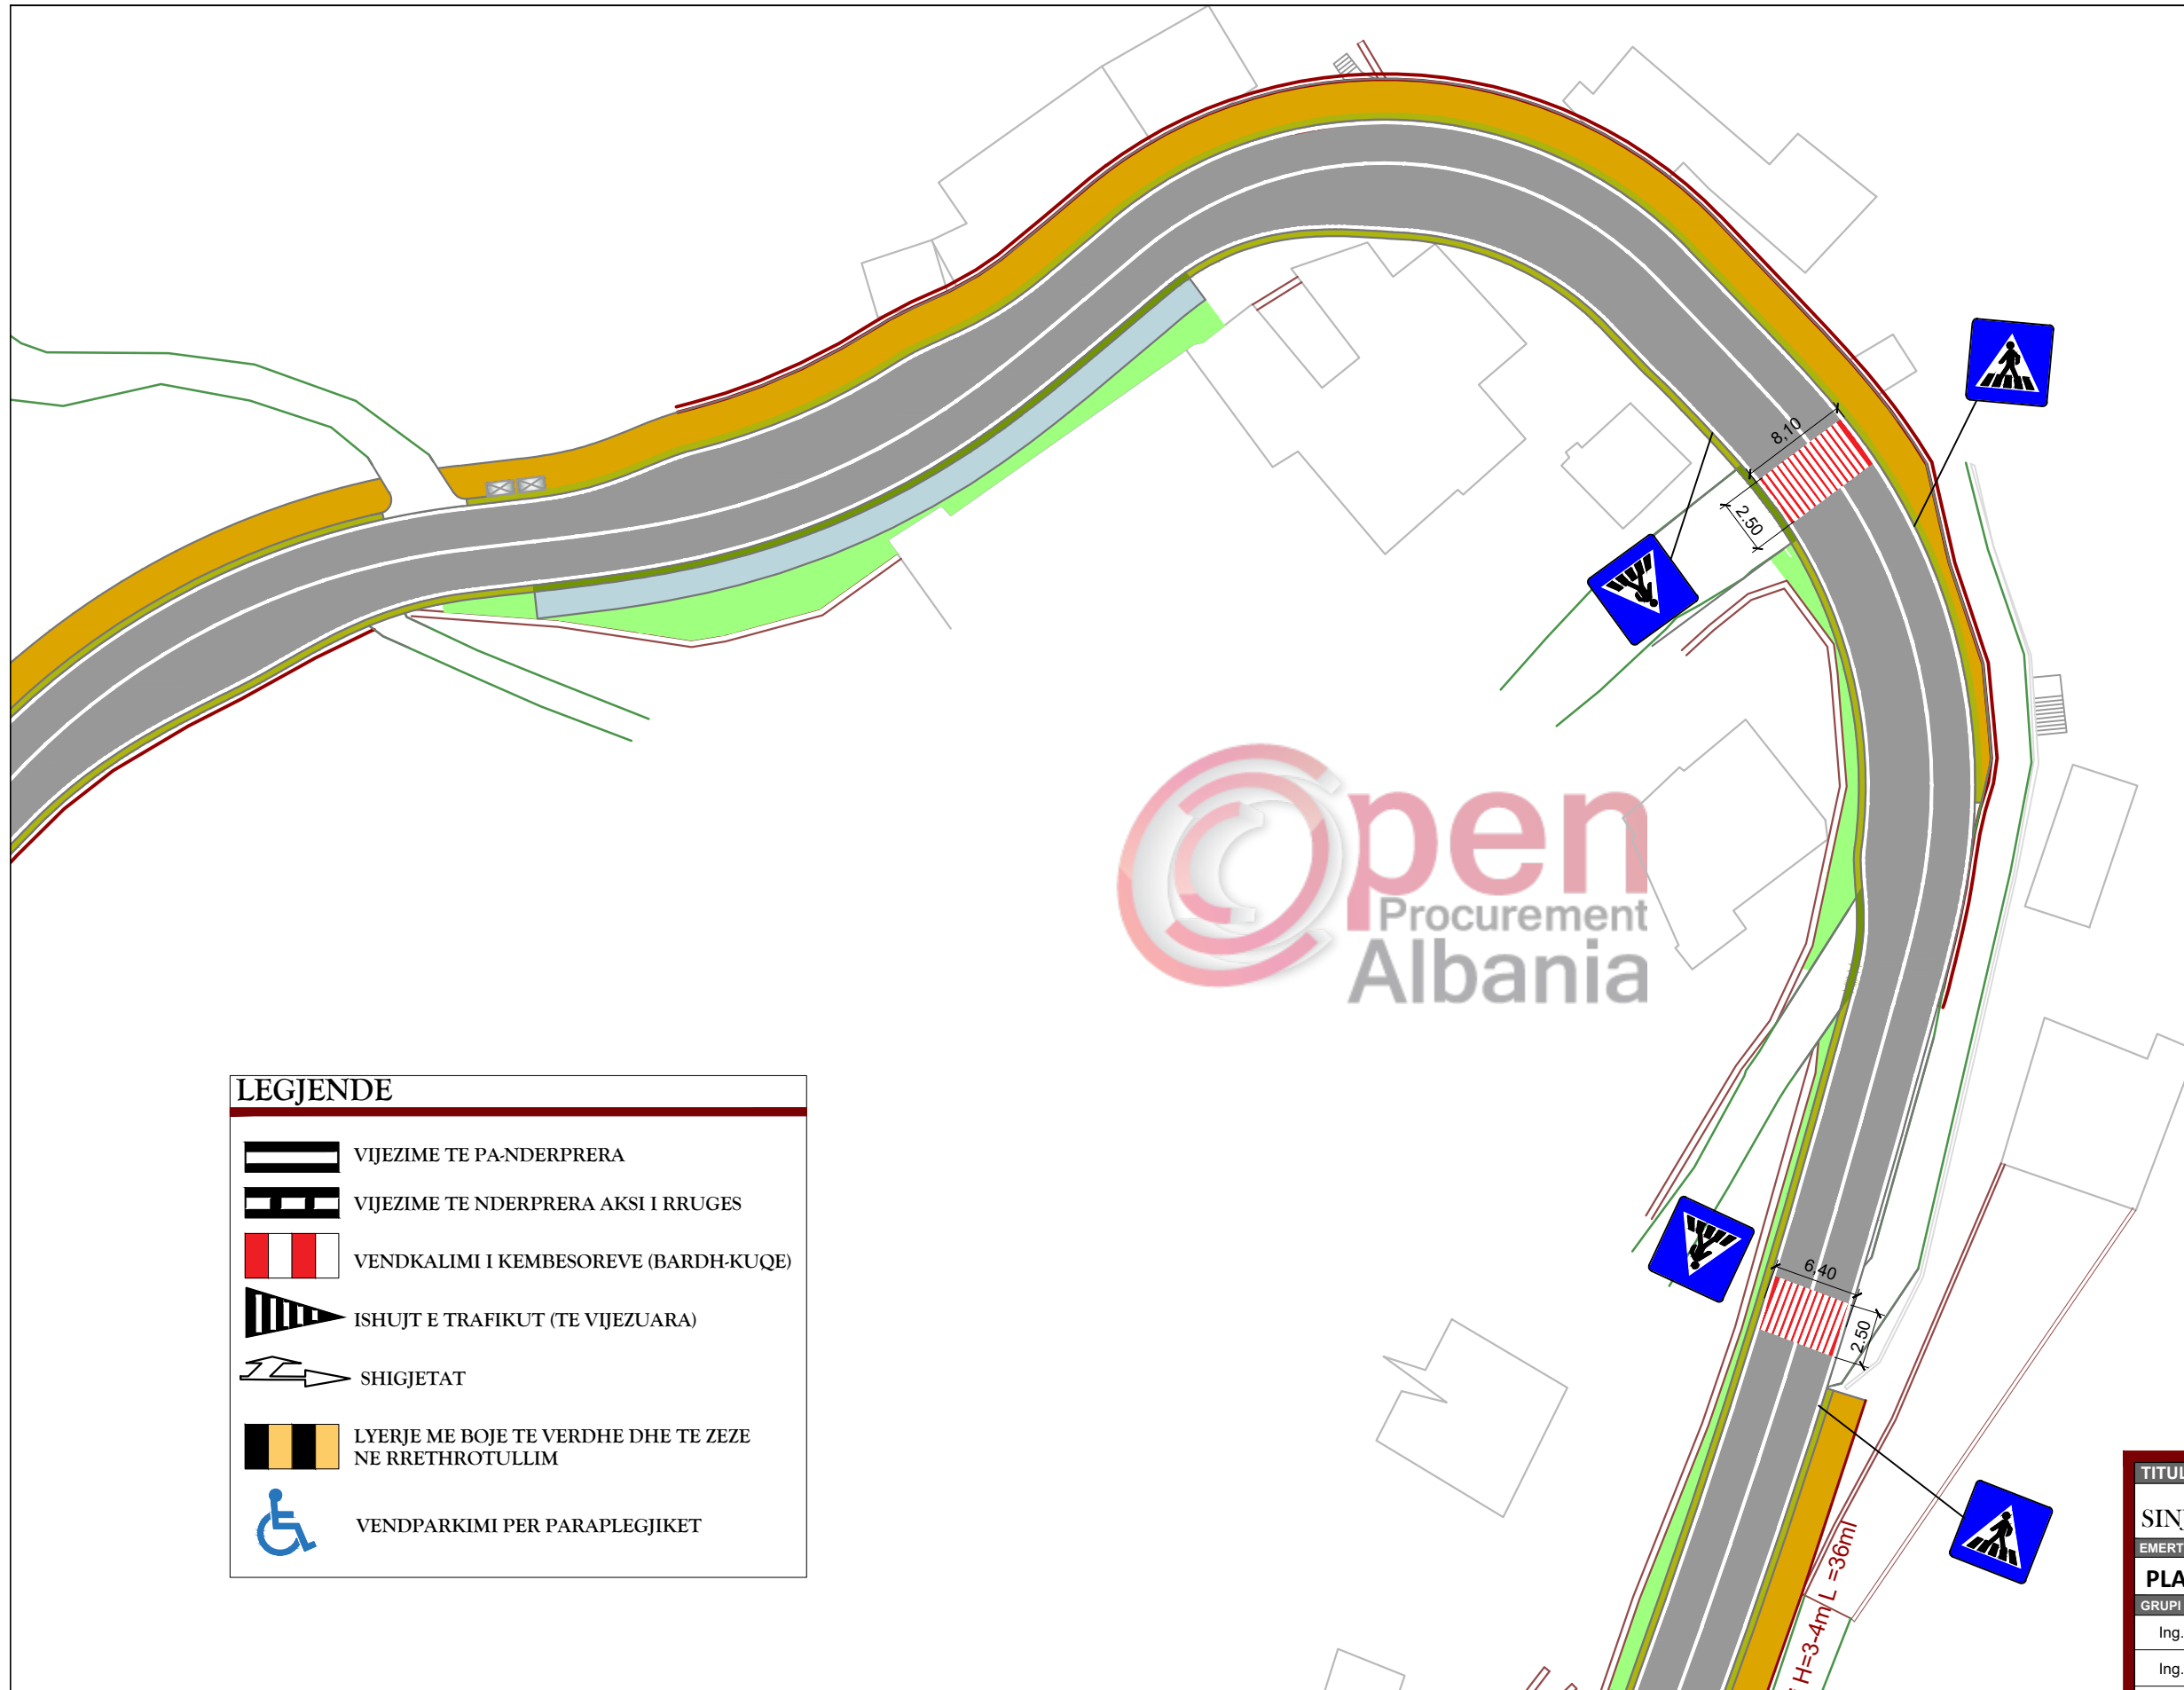 8,10
2.50
Open
Procurement
Albania
LEGJENDE
VIJEZIME TE PA-NDERPRERA
VIJEZIME TE NDERPRERA AKSI I RRUGES
VENDKALIMI I KEMBESOREVE (BARDH-KUQE)
ISHUJT E TRAFIKUT (TE VIJEZUARA)
SHIGJETAT
LYERJE ME BOJE TE VERDHE DHE TE ZEZE
NE RRETHROTULLIM
VENDPARKIMI PER PARAPLEGJIKET
6,40
2.50
H=3-4m L =36ml
TITUL
SIN
EMERT
PLA
GRUPI
Ing.
Ing.